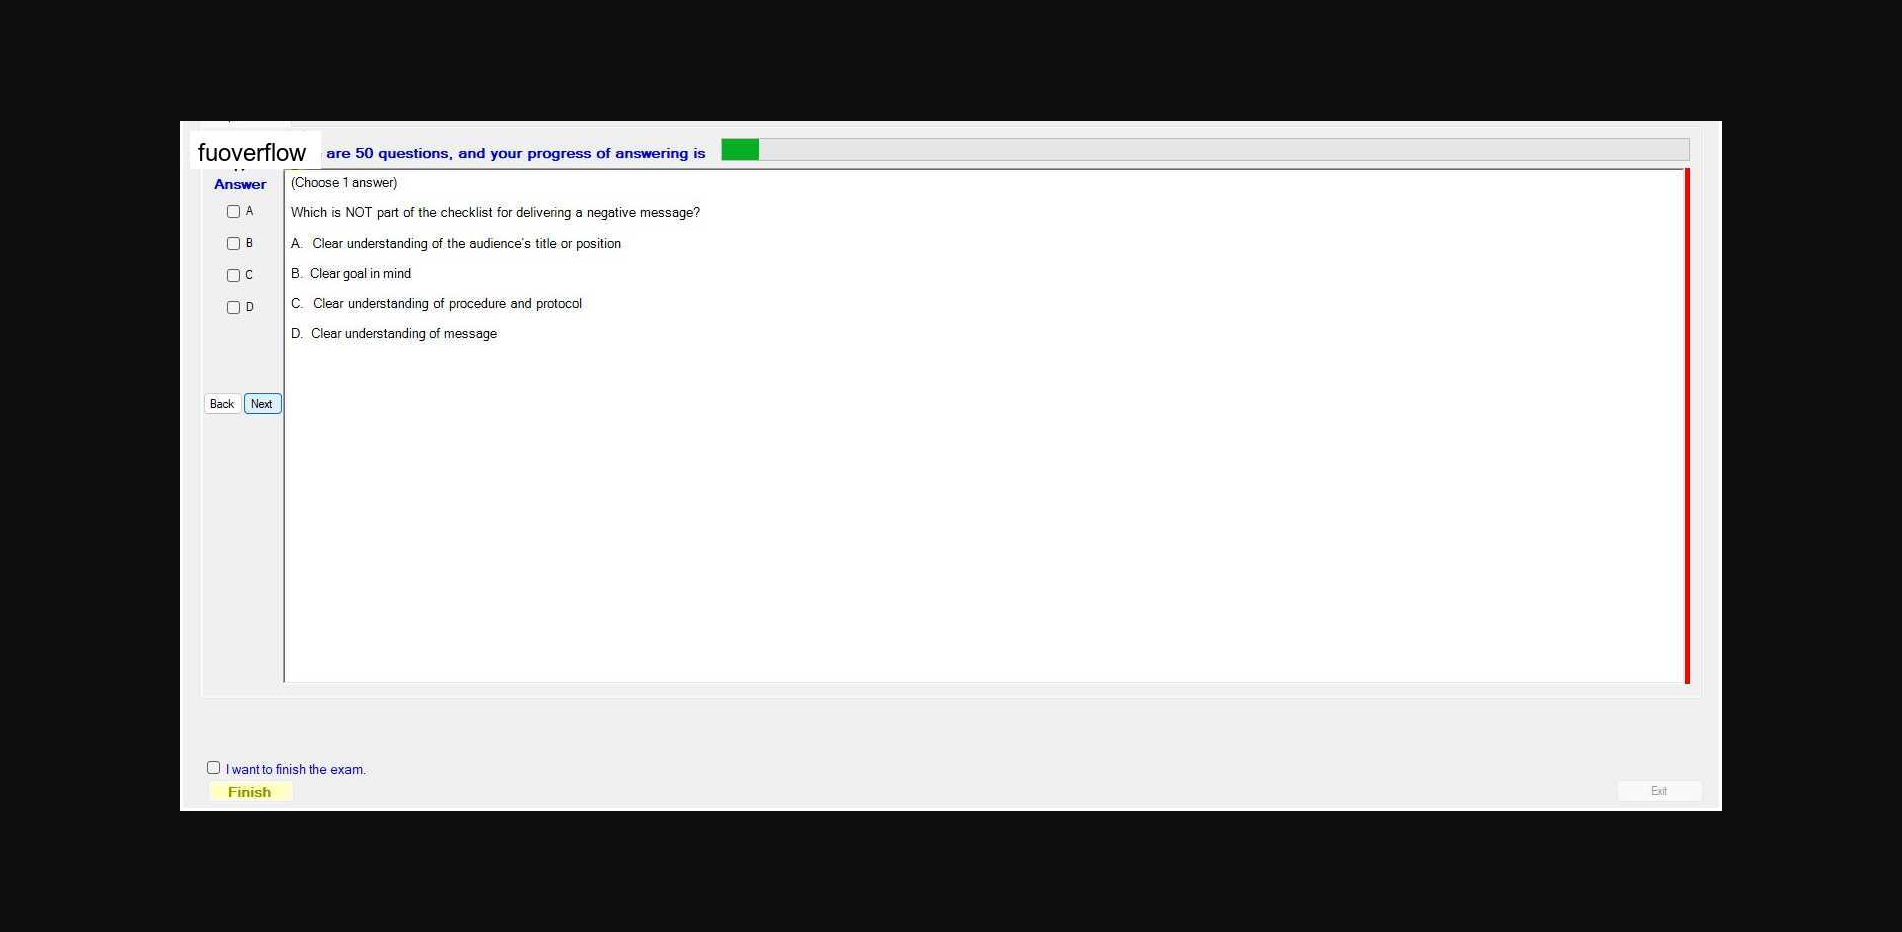 fuoverflow are 50 questions, and your progress of answering is
Answer
(Choose 1 answer)
A
Which is NOT part of the checklist for delivering a negative message?
B
A. Clear understanding of the audience's title or position
C
B. Clear goal in mind
D
C. Clear understanding of procedure and protocol
D. Clear understanding of message
Back Next
I want to finish the exam.
Finish
Exit